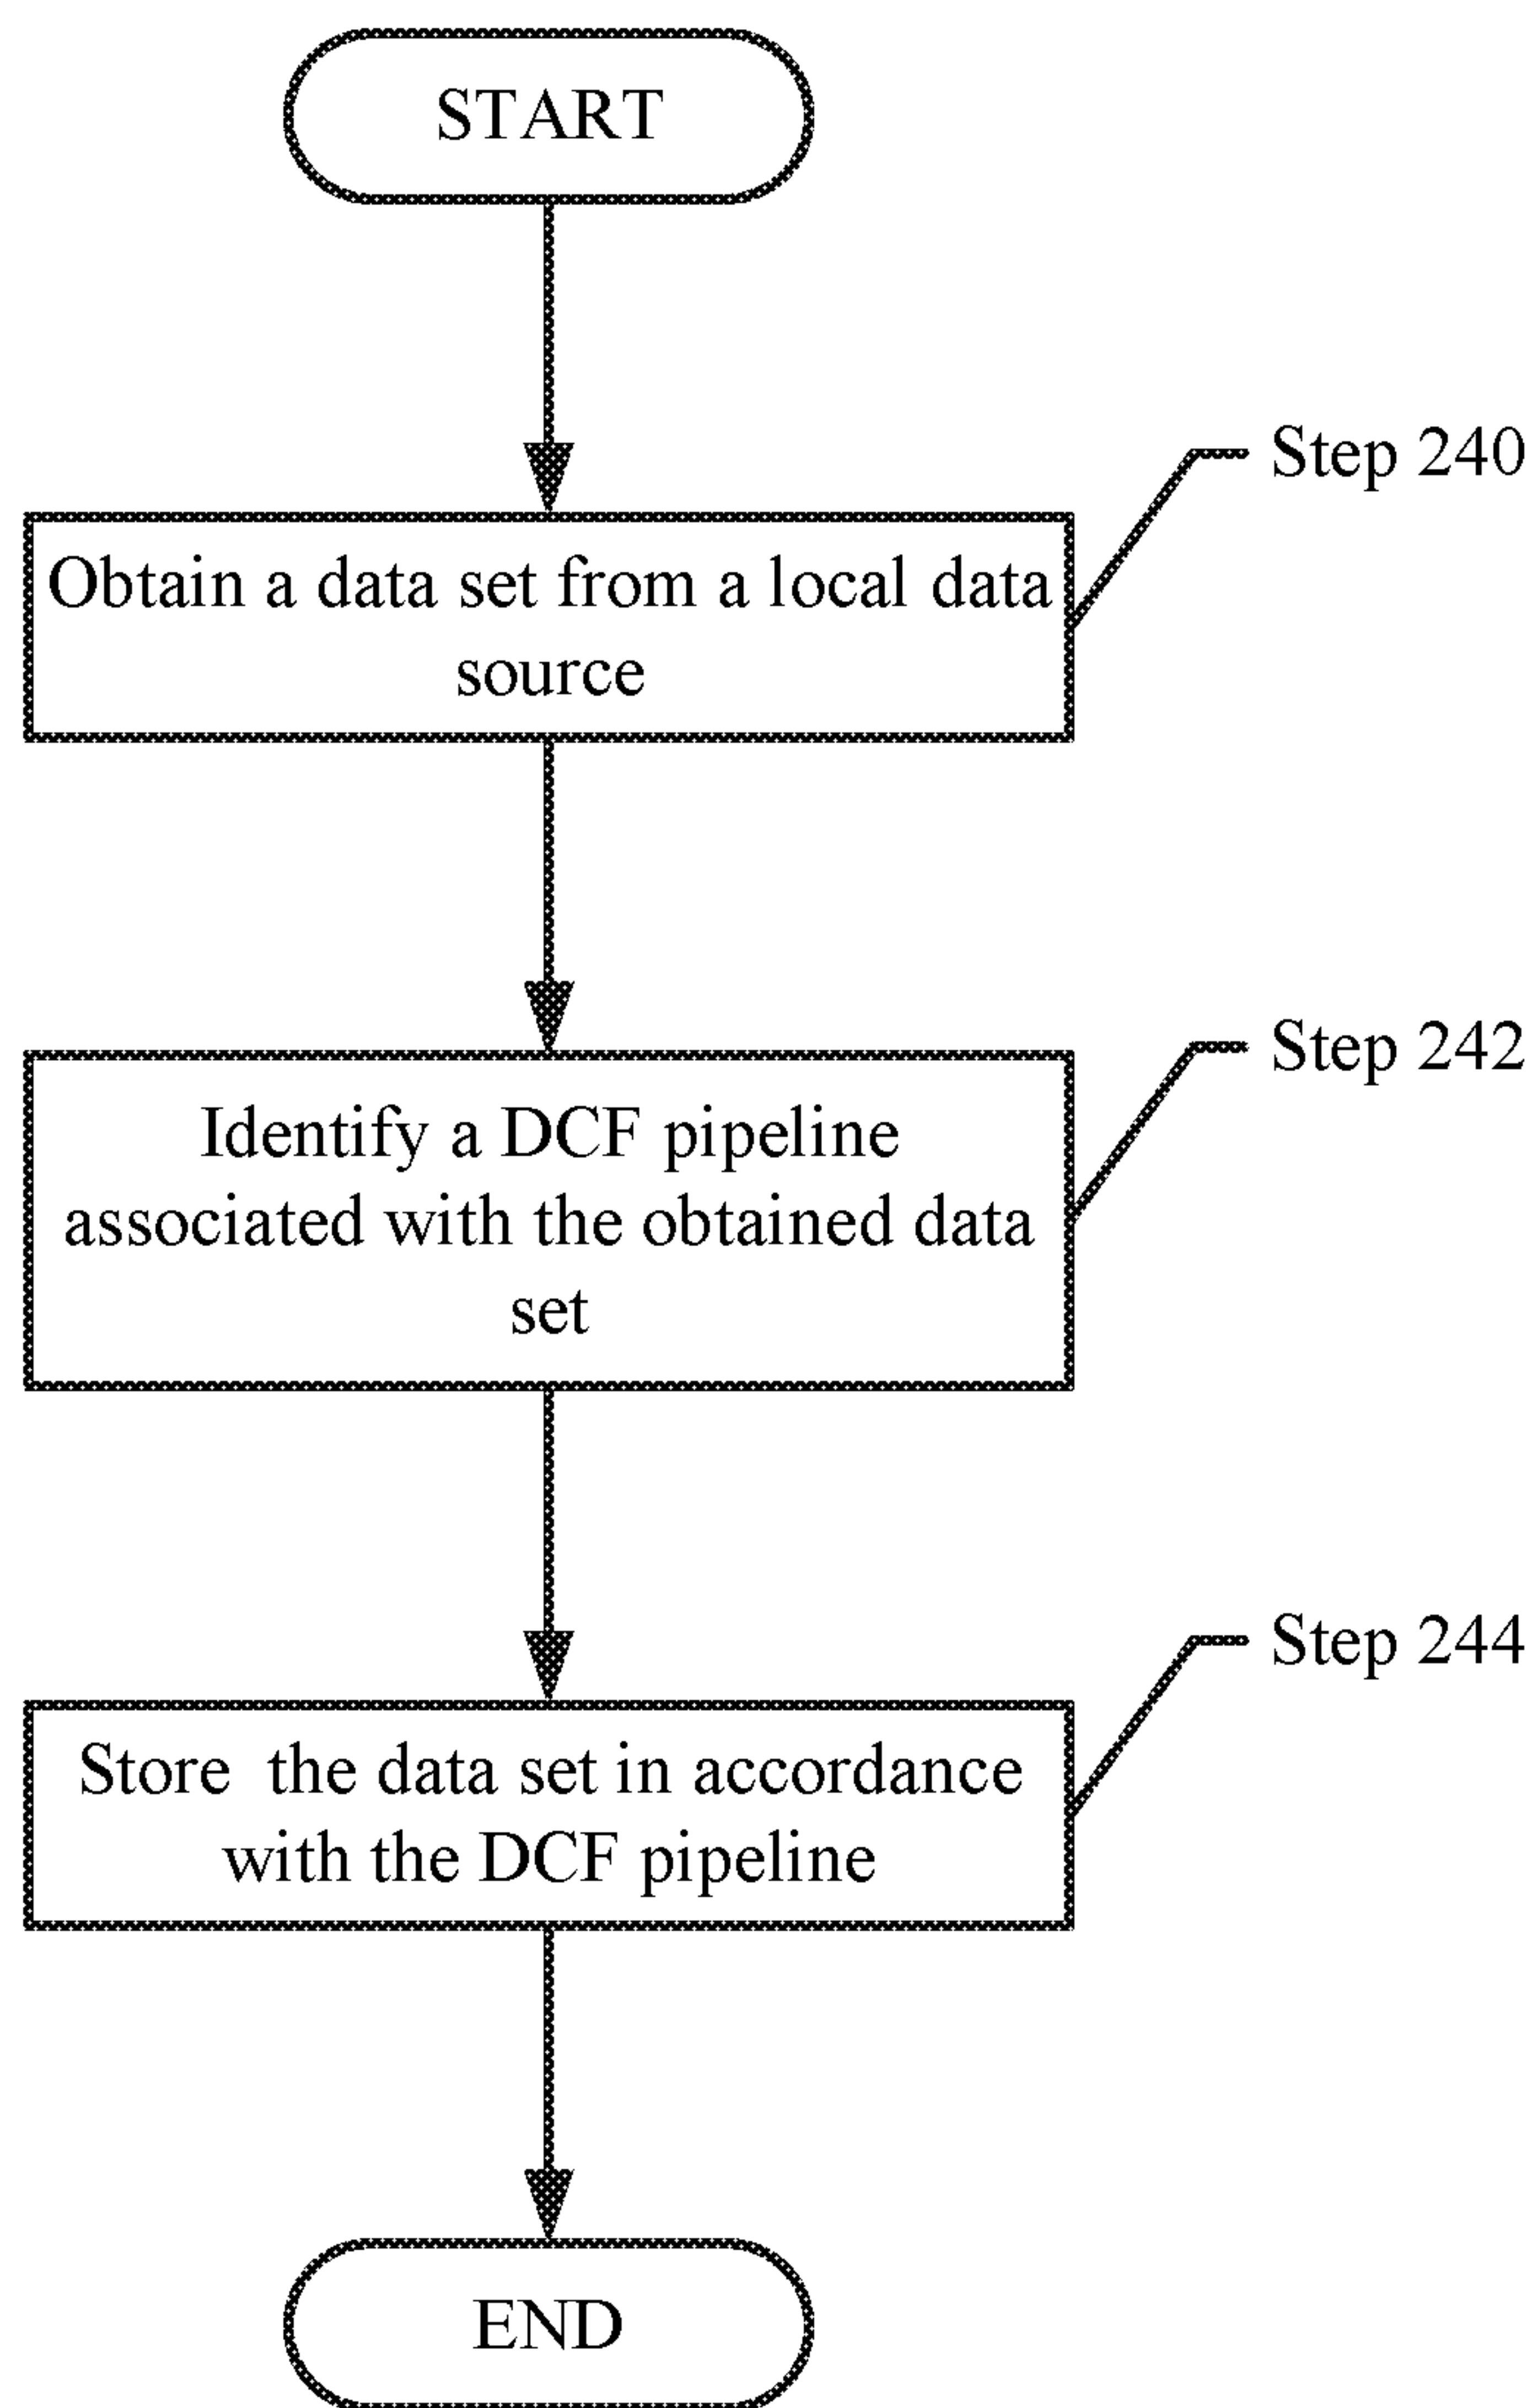 START
Step 240
Obtain a data set from a local data
source
Step 242
Identify a DCF pipeline
associated with the obtained data
set
Step 244
Store the data set in accordance
with the DCF pipeline
END